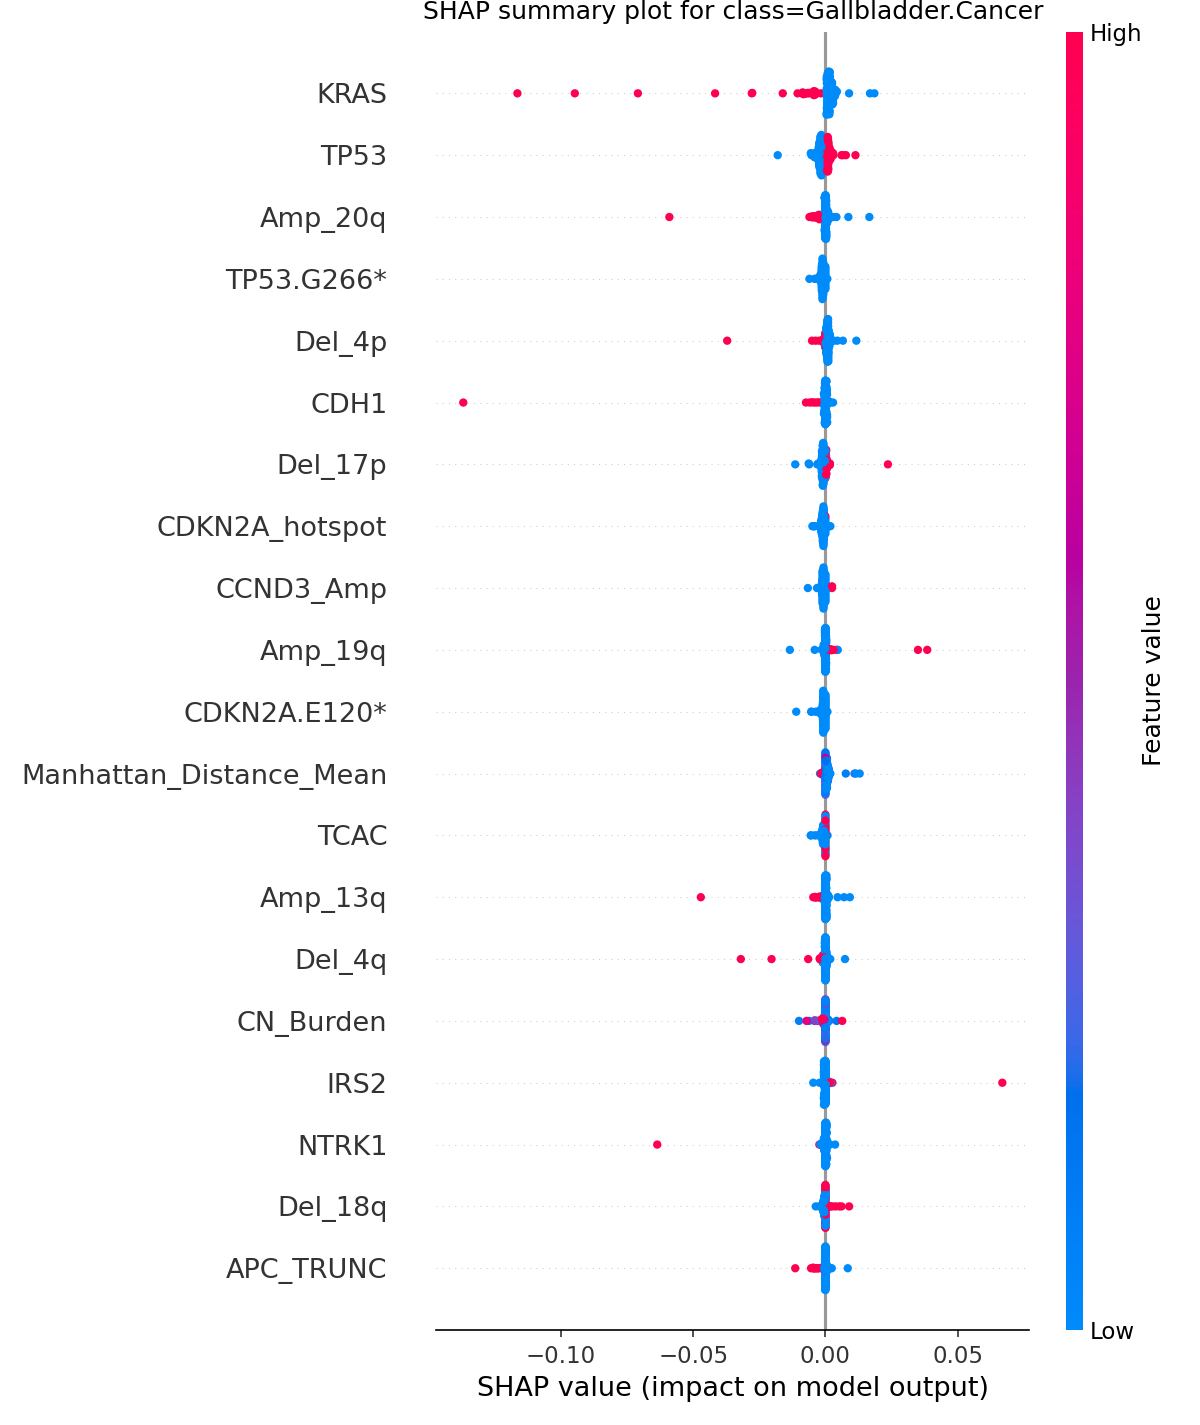 SHAP summary plot for class=Gallbladder.Cancer
High
KRAS
TP53
Amp_20q
TP53.G266*
Del_4p
CDH1
Del_17p
CDKN2A_hotspot
CCND3_Amp
Amp_19q
CDKN2A.E120*
Manhattan_Distance_Mean
TCAC
Amp_13q
Del_4q
CN_Burden
IRS2
NTRK1
Del_18q
APC_TRUNC
Feature value
Low
−0.10 −0.05 0.00 0.05
SHAP value (impact on model output)